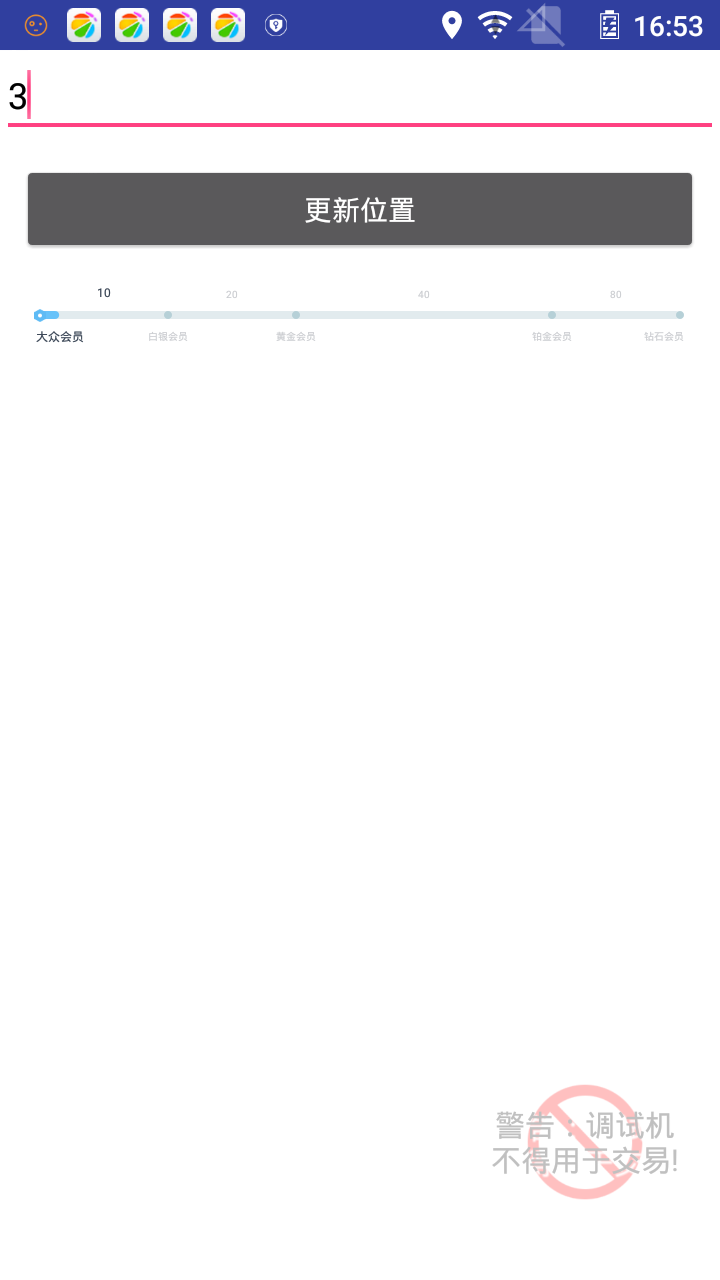 16:53
3
更新位置
10 20 40 80
大众会员 白银会员 黄金会员 铂金会员 钻石会员
警告：调试机
不得用于交易!